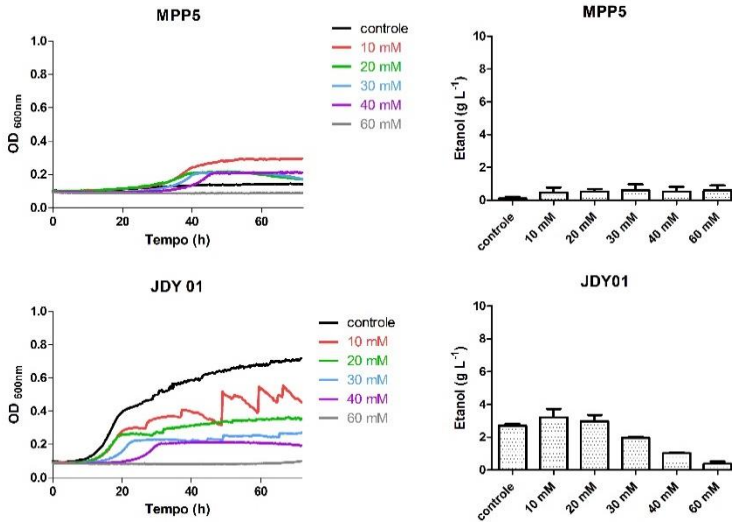 MPP5
OD 600nm
1.0
0.8
0.6
0.4
0.2
0.0
0 20 40 60
Tempo (h)
controle
10 mM
20 mM
30 mM
40 mM
60 mM
MPP5
Etanol (g L-1)
10
8
6
4
2
0
controle 10 mM 20 mM 30 mM 40 mM 60 mM
JDY 01
OD 600nm
1.0
0.8
0.6
0.4
0.2
0.0
0 20 40 60
Tempo (h)
controle
10 mM
20 mM
30 mM
40 mM
60 mM
JDY01
Etanol (g L-1)
10
8
6
4
2
0
controle 10 mM 20 mM 30 mM 40 mM 60 mM